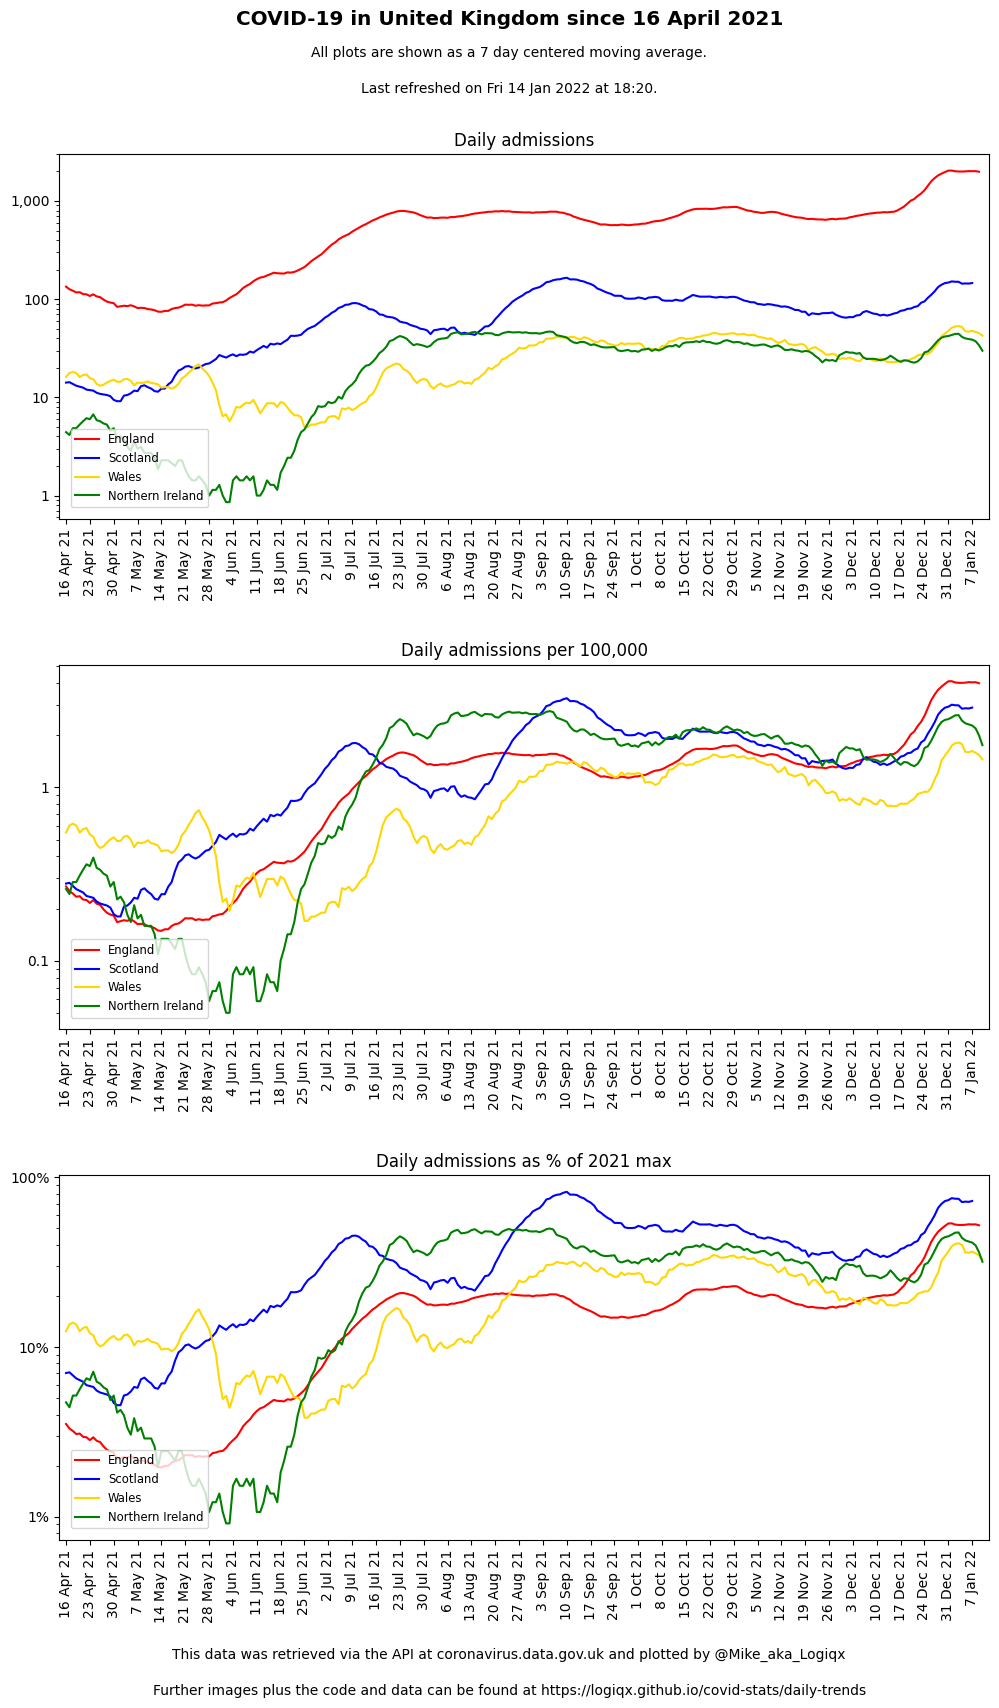 COVID-19 in United Kingdom since 16 April 2021
All plots are shown as a 7 day centered moving average.
Last refreshed on Fri 14 Jan 2022 at 18:20.
Daily admissions
1,000
100
10
1
England
Scotland
Wales
Northern Ireland
16 Apr 21
23 Apr 21
30 Apr 21
7 May 21
14 May 21
21 May 21
28 May 21
4 Jun 21
11 Jun 21
18 Jun 21
25 Jun 21
2 Jul 21
9 Jul 21
16 Jul 21
23 Jul 21
30 Jul 21
6 Aug 21
13 Aug 21
20 Aug 21
27 Aug 21
3 Sep 21
10 Sep 21
17 Sep 21
24 Sep 21
1 Oct 21
8 Oct 21
15 Oct 21
22 Oct 21
29 Oct 21
5 Nov 21
12 Nov 21
19 Nov 21
26 Nov 21
3 Dec 21
10 Dec 21
17 Dec 21
24 Dec 21
31 Dec 21
7 Jan 22
Daily admissions per 100,000
1
0.1
England
Scotland
Wales
Northern Ireland
16 Apr 21
23 Apr 21
30 Apr 21
7 May 21
14 May 21
21 May 21
28 May 21
4 Jun 21
11 Jun 21
18 Jun 21
25 Jun 21
2 Jul 21
9 Jul 21
16 Jul 21
23 Jul 21
30 Jul 21
6 Aug 21
13 Aug 21
20 Aug 21
27 Aug 21
3 Sep 21
10 Sep 21
17 Sep 21
24 Sep 21
1 Oct 21
8 Oct 21
15 Oct 21
22 Oct 21
29 Oct 21
5 Nov 21
12 Nov 21
19 Nov 21
26 Nov 21
3 Dec 21
10 Dec 21
17 Dec 21
24 Dec 21
31 Dec 21
7 Jan 22
Daily admissions as % of 2021 max
100%
10%
1%
England
Scotland
Wales
Northern Ireland
16 Apr 21
23 Apr 21
30 Apr 21
7 May 21
14 May 21
21 May 21
28 May 21
4 Jun 21
11 Jun 21
18 Jun 21
25 Jun 21
2 Jul 21
9 Jul 21
16 Jul 21
23 Jul 21
30 Jul 21
6 Aug 21
13 Aug 21
20 Aug 21
27 Aug 21
3 Sep 21
10 Sep 21
17 Sep 21
24 Sep 21
1 Oct 21
8 Oct 21
15 Oct 21
22 Oct 21
29 Oct 21
5 Nov 21
12 Nov 21
19 Nov 21
26 Nov 21
3 Dec 21
10 Dec 21
17 Dec 21
24 Dec 21
31 Dec 21
7 Jan 22
This data was retrieved via the API at coronavirus.data.gov.uk and plotted by @Mike_aka_Logiqx
Further images plus the code and data can be found at https://logiqx.github.io/covid-stats/daily-trends